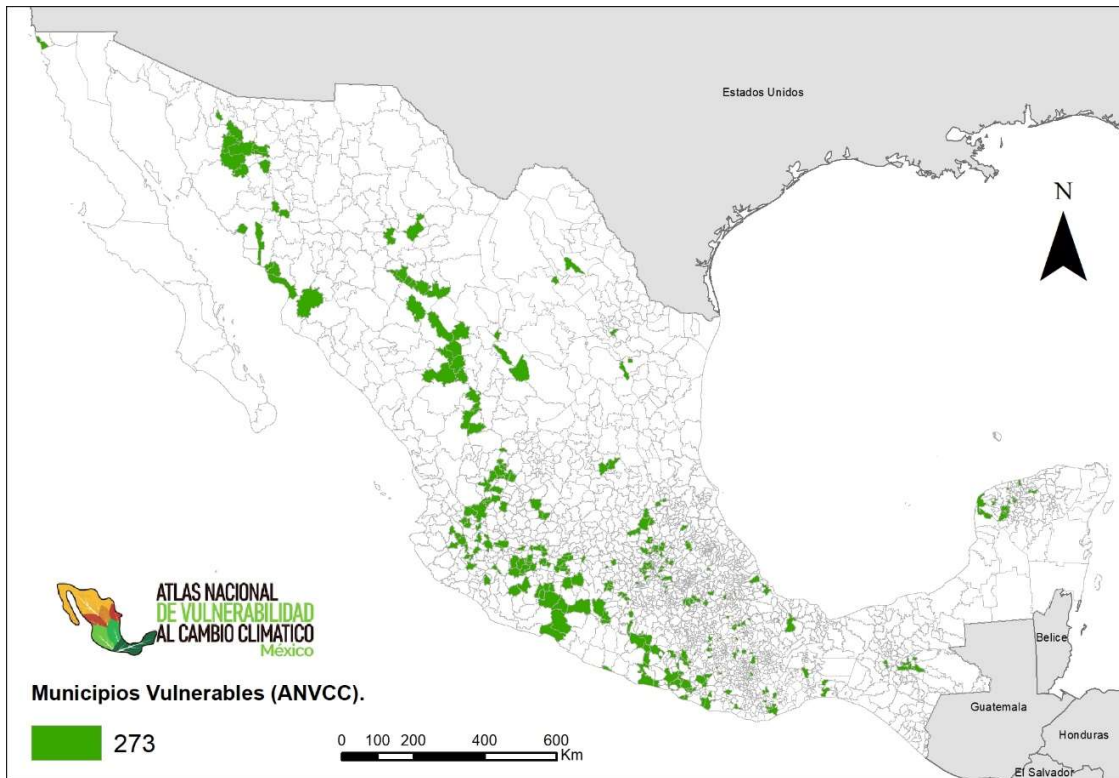 Estados Unidos
N
Belice
Guatemala
Honduras
El Salvador
ATLAS NACIONAL
DE VULNERABILIDAD
AL CAMBIO CLIMATICO
México
Municipios Vulnerables (ANVCC).
273
0 100 200 400 600
Km